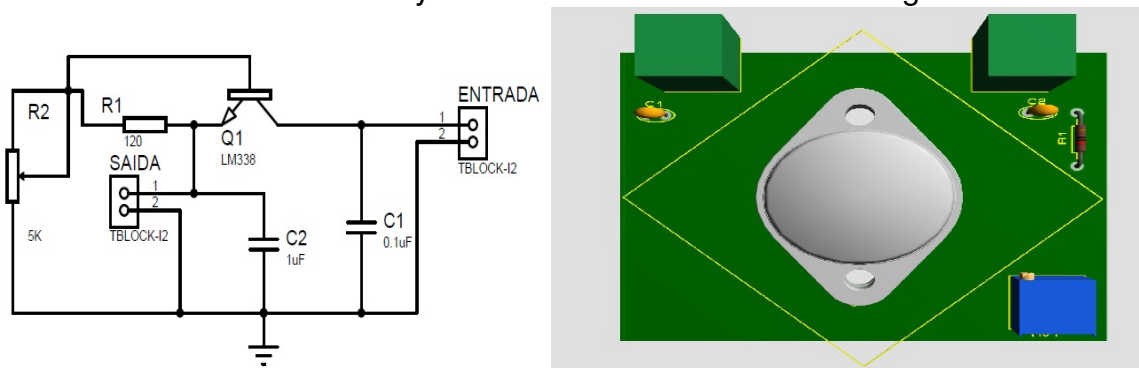 R2
5K
R1
120
Q1
LM338
SAIDA
1
2
TBLOCK-I2
C2
1uF
C1
0.1uF
ENTRADA
1
2
TBLOCK-I2
C1
C2
R1